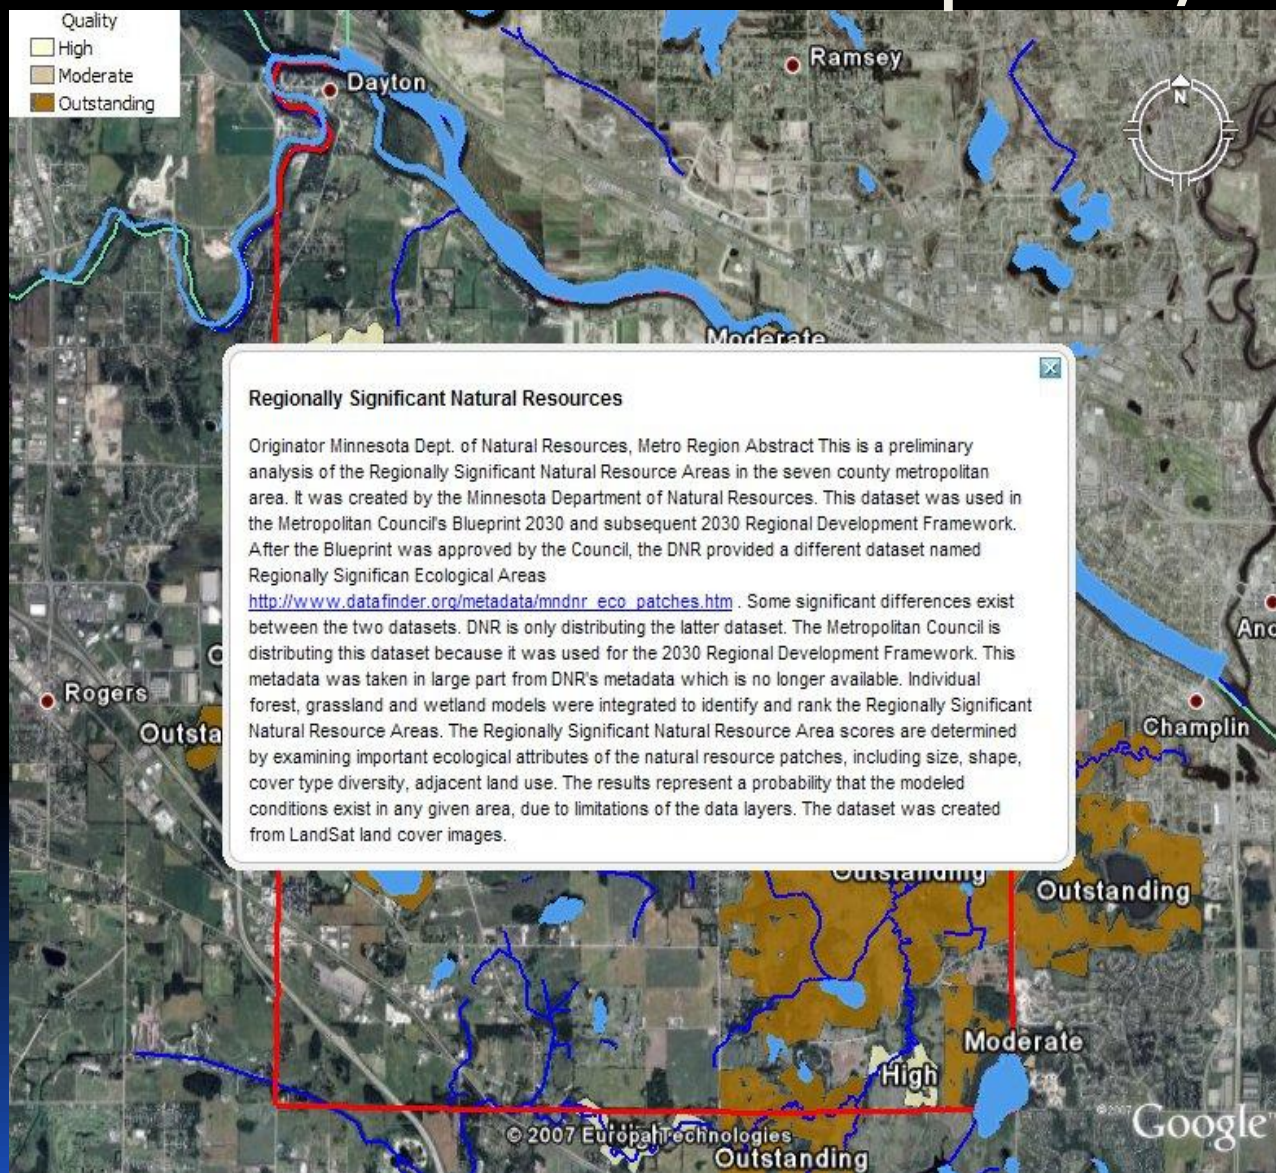 Quality
High
Moderate
Outstanding
Dayton
Ramsey
N
Moderate
Regionally Significant Natural Resources
Originator Minnesota Dept. of Natural Resources, Metro Region Abstract This is a preliminary
analysis of the Regionally Significant Natural Resource Areas in the seven county metropolitan
area. It was created by the Minnesota Department of Natural Resources. This dataset was used in
the Metropolitan Council's Blueprint 2030 and subsequent 2030 Regional Development Framework.
After the Blueprint was approved by the Council, the DNR provided a different dataset named
Regionally Significan Ecological Areas
http://www.datafinder.org/metadata/mndnr_eco_patches.htm . Some significant differences exist
between the two datasets. DNR is only distributing the latter dataset. The Metropolitan Council is
distributing this dataset because it was used for the 2030 Regional Development Framework. This
metadata was taken in large part from DNR's metadata which is no longer available. Individual
forest, grassland and wetland models were integrated to identify and rank the Regionally Significant
Natural Resource Areas. The Regionally Significant Natural Resource Area scores are determined
by examining important ecological attributes of the natural resource patches, including size, shape,
cover type diversity, adjacent land use. The results represent a probability that the modeled
conditions exist in any given area, due to limitations of the data layers. The dataset was created
from LandSat land cover images.
Rogers
Outsta
Anc
Champlin
Outstanding
Outstanding
Moderate
High
© 2007 Europa Technologies
Outstanding
©2007 Google